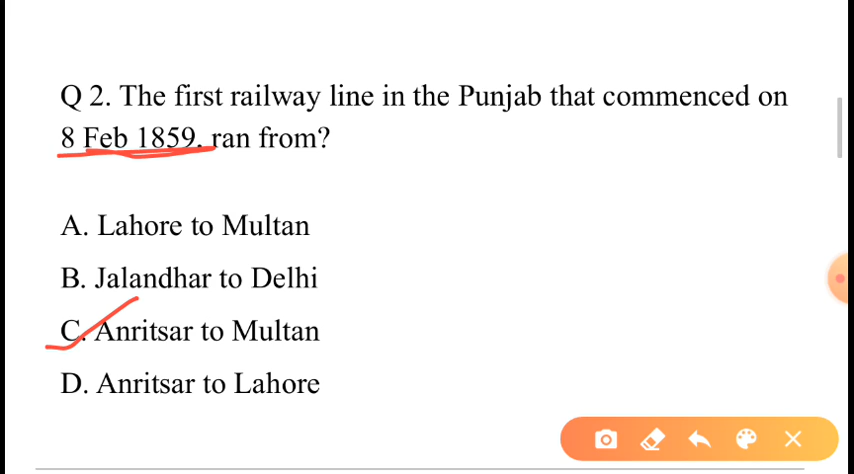 Q 2. The first railway line in the Punjab that commenced on
8 Feb 1859. ran from?
A. Lahore to Multan
B. Jalandhar to Delhi
C. Anritsar to Multan
D. Anritsar to Lahore